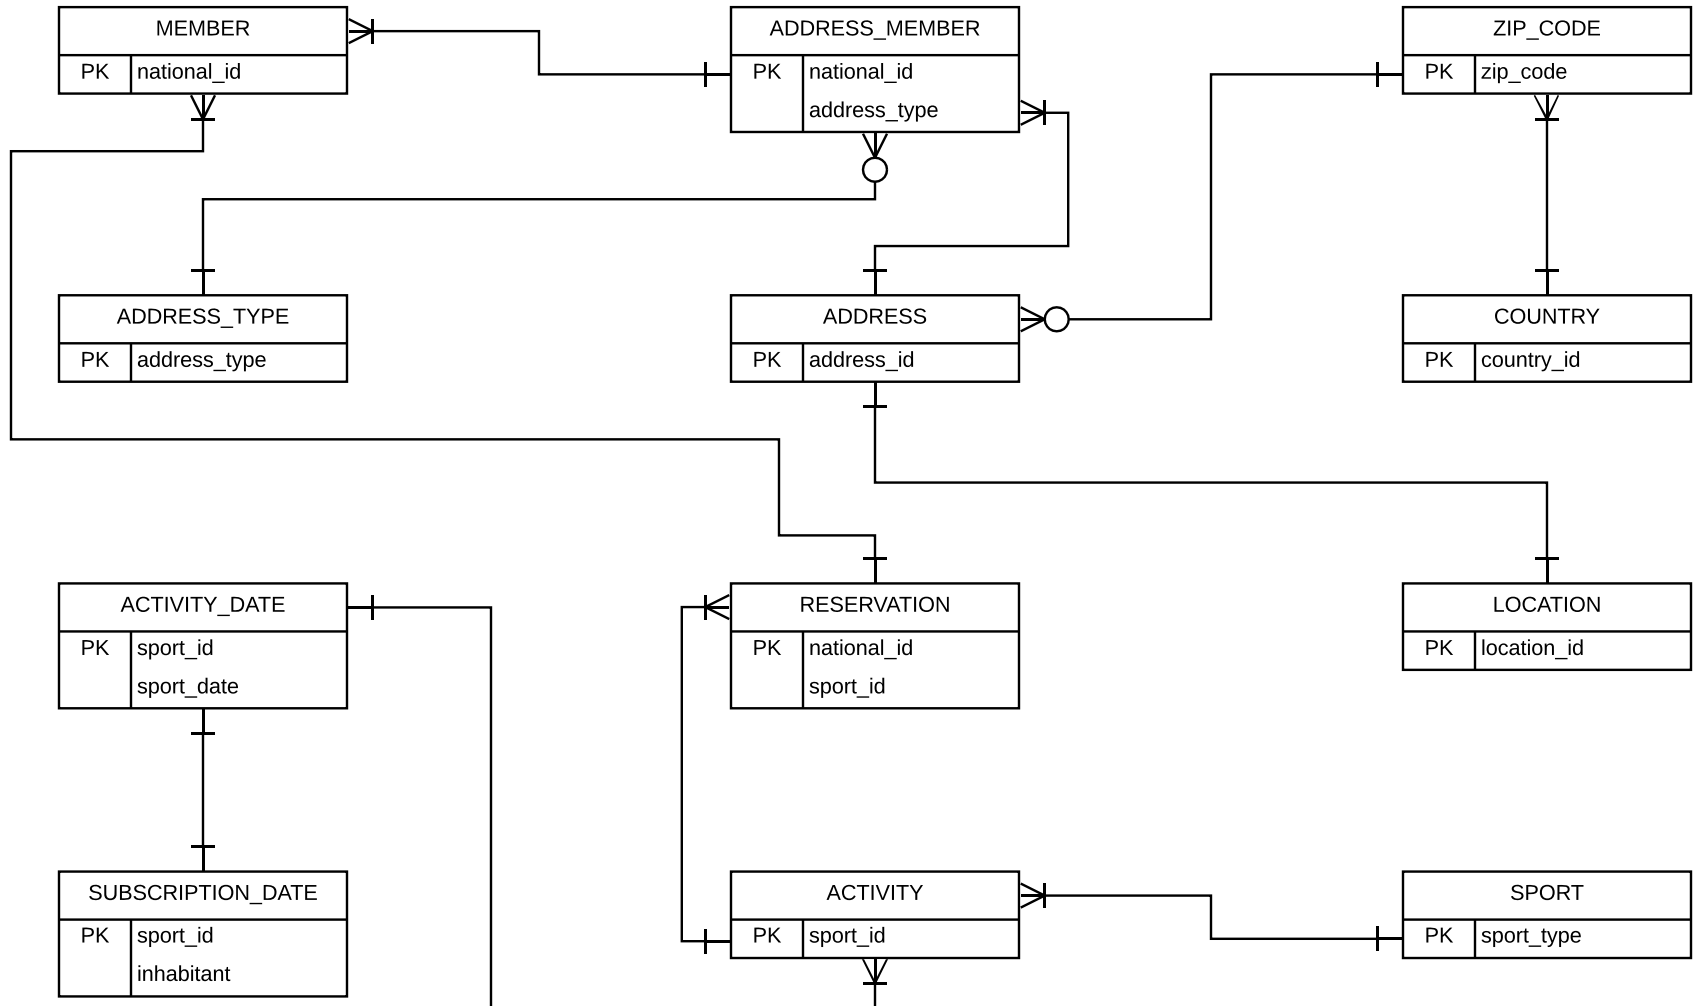 MEMBER
PK national_id
ADDRESS_MEMBER
PK national_id
address_type
ZIP_CODE
PK zip_code
ADDRESS_TYPE
PK address_type
ADDRESS
PK address_id
COUNTRY
PK country_id
ACTIVITY_DATE
PK sport_id
sport_date
RESERVATION
PK national_id
sport_id
LOCATION
PK location_id
SUBSCRIPTION_DATE
PK sport_id
inhabitant
ACTIVITY
PK sport_id
SPORT
PK sport_type